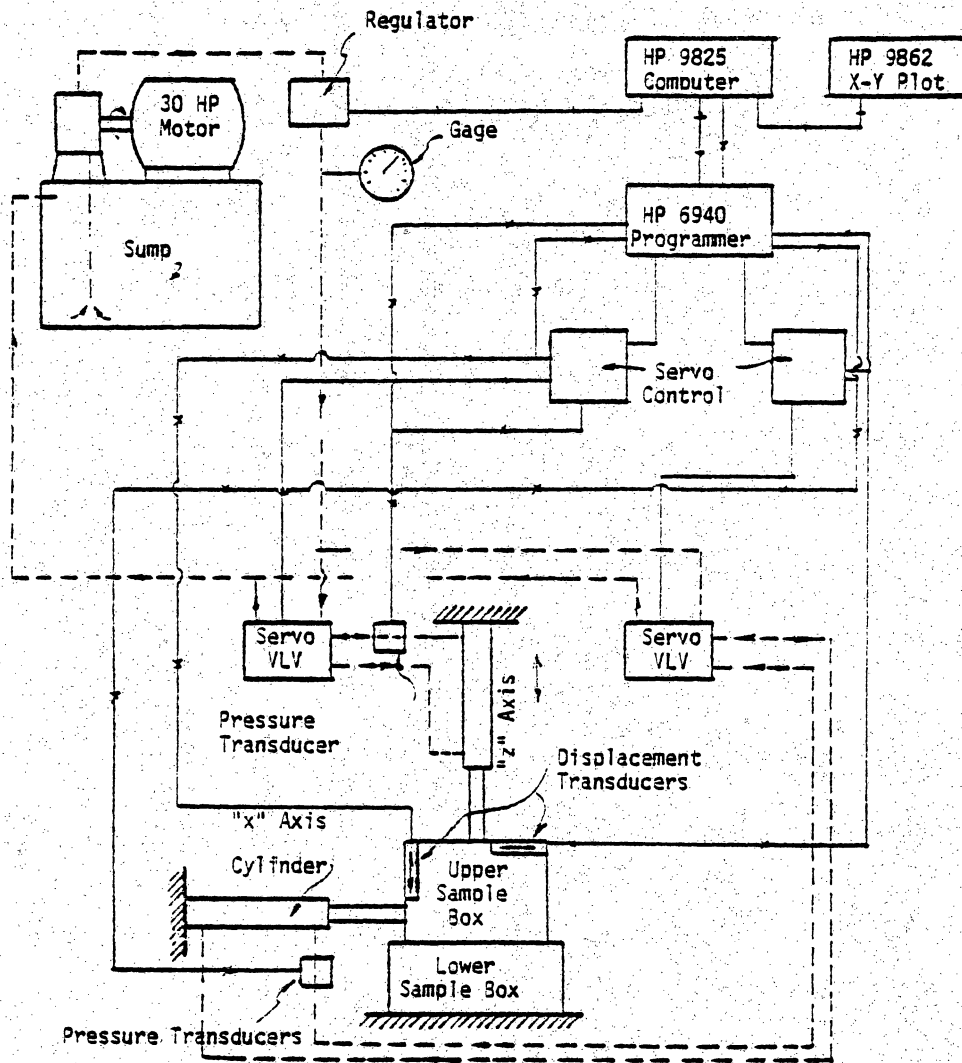 Regulator
HP 9825
Computer
HP 9862
X-Y Plot
30 HP
Motor
Gage
HP 6940
Programmer
Sump
Servo
Control
Servo
VLV
Servo
VLV
"z" Axis
Pressure
Transducer
Displacement
Transducers
"x" Axis
Cylinder
Upper
Sample
Box
Lower
Sample Box
Pressure Transducers